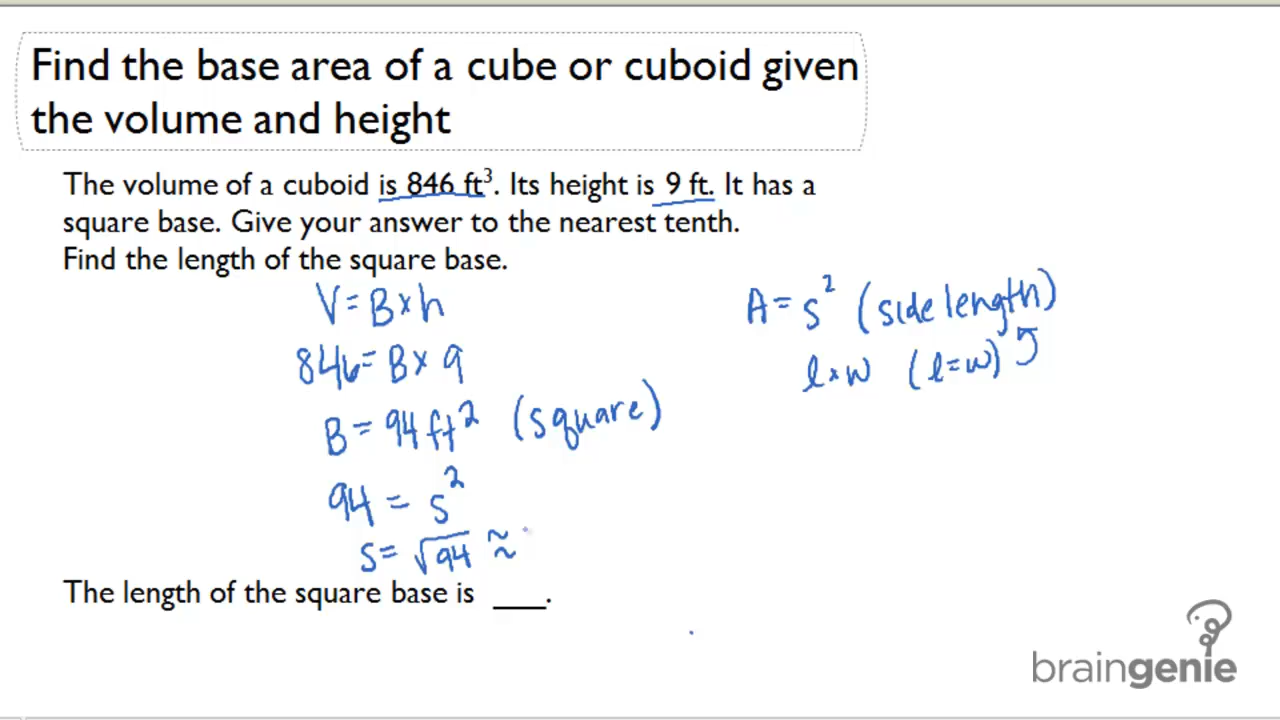 Find the base area of a cube or cuboid given
the volume and height
The volume of a cuboid is 846 ft³. Its height is 9 ft. It has a
square base. Give your answer to the nearest tenth.
Find the length of the square base.
V = B × h
846 = B × 9
B = 94 ft² (square)
94 = s²
s = √94 ≈
A = s² (side length)
l × w (l = w)
The length of the square base is ___.
braingenie